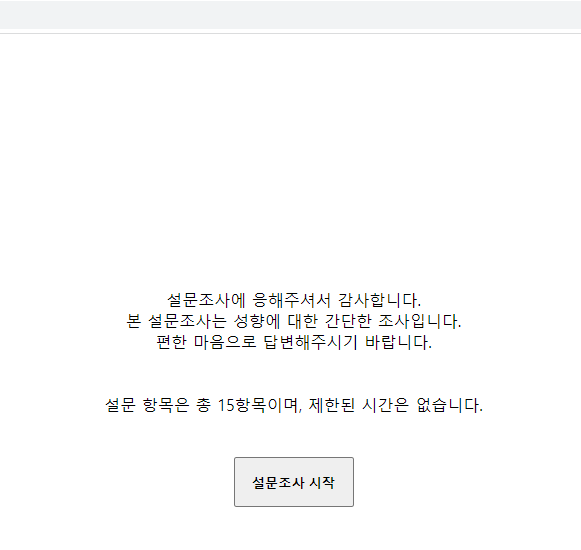 설문조사에 응해주셔서 감사합니다.
본 설문조사는 성향에 대한 간단한 조사입니다.
편한 마음으로 답변해주시기 바랍니다.
설문 항목은 총 15항목이며, 제한된 시간은 없습니다.
설문조사 시작